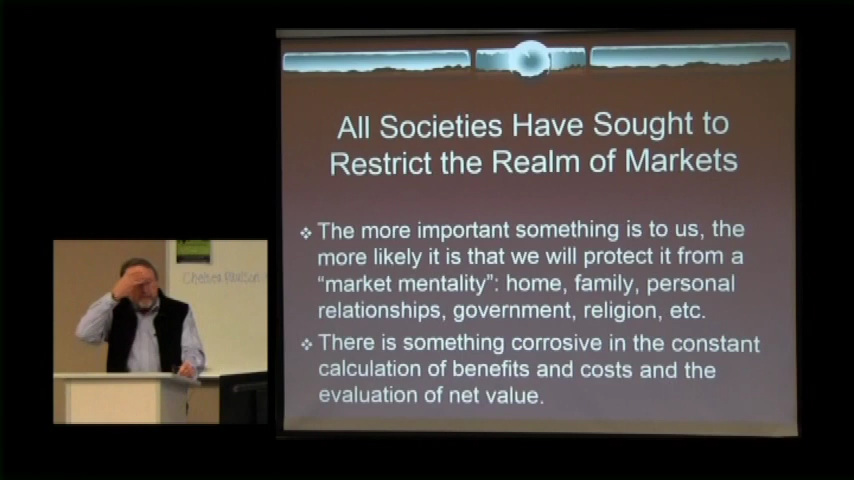 All Societies Have Sought to
Restrict the Realm of Markets
The more important something is to us, the
more likely it is that we will protect it from a
“market mentality”: home, family, personal
relationships, government, religion, etc.
There is something corrosive in the constant
calculation of benefits and costs and the
evaluation of net value.
Chelsea